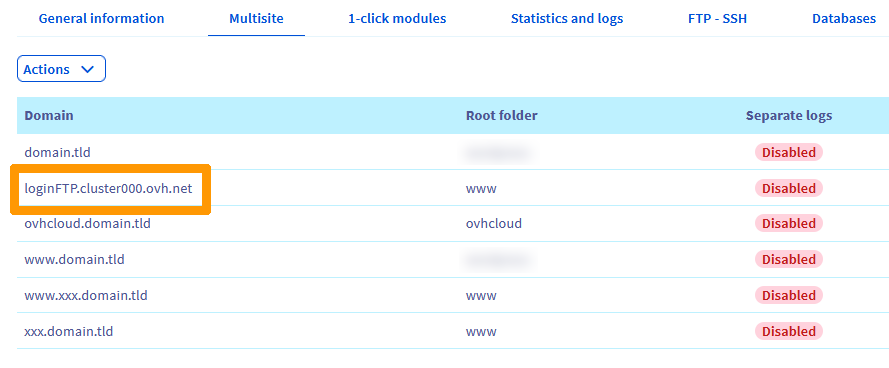 General information Multisite 1-click modules Statistics and logs FTP - SSH Databases
Actions
Domain Root folder Separate logs
domain.tld Disabled
loginFTP.cluster000.ovh.net www Disabled
ovhcloud.domain.tld ovhcloud Disabled
www.domain.tld Disabled
www.xxx.domain.tld www Disabled
xxx.domain.tld www Disabled